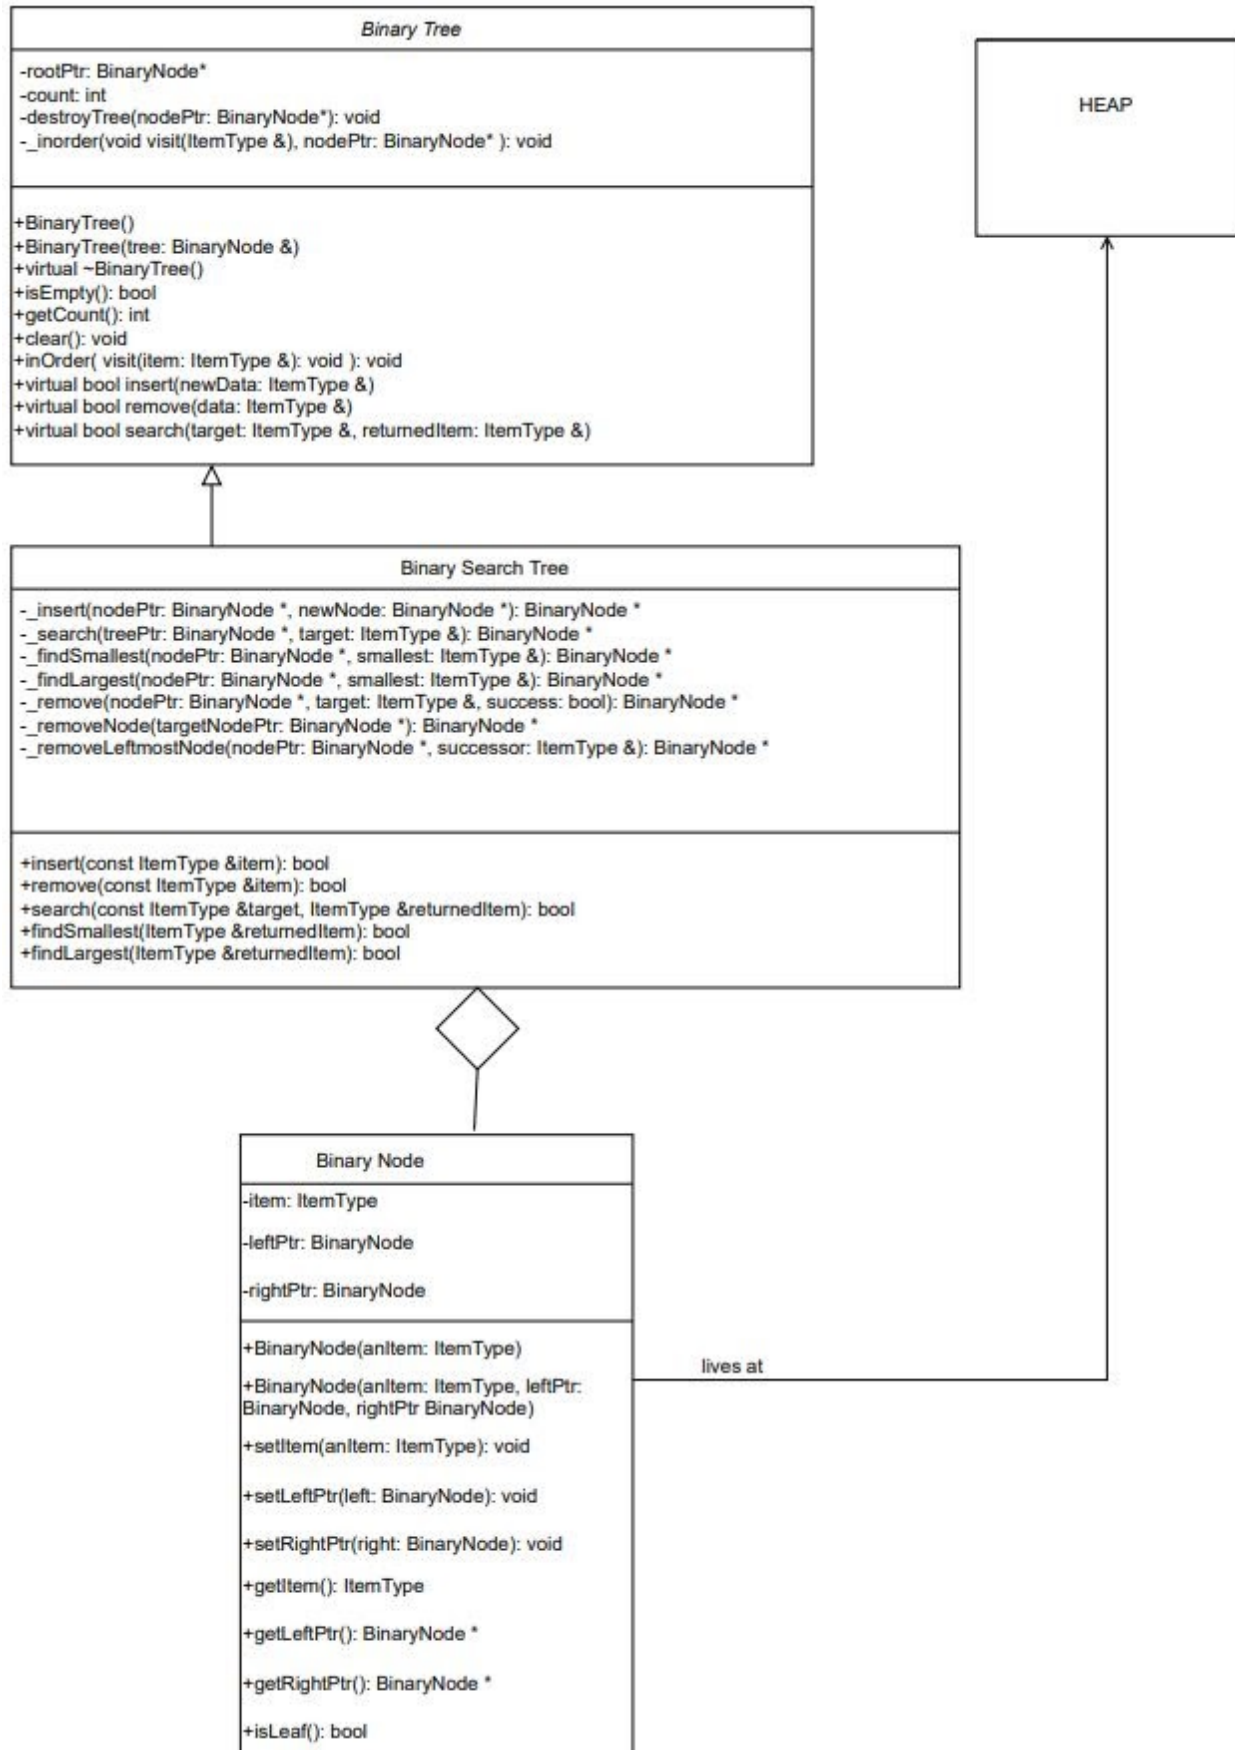 Binary Tree
-rootPtr: BinaryNode*
-count: int
-destroyTree(nodePtr: BinaryNode*): void
-_inorder(void visit(ItemType &), nodePtr: BinaryNode* ): void
+BinaryTree()
+BinaryTree(tree: BinaryNode &)
+virtual ~BinaryTree()
+isEmpty(): bool
+getCount(): int
+clear(): void
+inOrder( visit(item: ItemType &): void ): void
+virtual bool insert(newData: ItemType &)
+virtual bool remove(data: ItemType &)
+virtual bool search(target: ItemType &, returnedItem: ItemType &)
HEAP
Binary Search Tree
-_insert(nodePtr: BinaryNode *, newNode: BinaryNode *): BinaryNode *
-_search(treePtr: BinaryNode *, target: ItemType &): BinaryNode *
-_findSmallest(nodePtr: BinaryNode *, smallest: ItemType &): BinaryNode *
-_findLargest(nodePtr: BinaryNode *, smallest: ItemType &): BinaryNode *
-_remove(nodePtr: BinaryNode *, target: ItemType &, success: bool): BinaryNode *
-_removeNode(targetNodePtr: BinaryNode *): BinaryNode *
-_removeLeftmostNode(nodePtr: BinaryNode *, successor: ItemType &): BinaryNode *
+insert(const ItemType &item): bool
+remove(const ItemType &item): bool
+search(const ItemType &target, ItemType &returnedItem): bool
+findSmallest(ItemType &returnedItem): bool
+findLargest(ItemType &returnedItem): bool
Binary Node
-item: ItemType
-leftPtr: BinaryNode
-rightPtr: BinaryNode
+BinaryNode(anItem: ItemType)
+BinaryNode(anItem: ItemType, leftPtr:
BinaryNode, rightPtr BinaryNode)
+setItem(anItem: ItemType): void
+setLeftPtr(left: BinaryNode): void
+setRightPtr(right: BinaryNode): void
+getItem(): ItemType
+getLeftPtr(): BinaryNode *
+getRightPtr(): BinaryNode *
+isLeaf(): bool
lives at